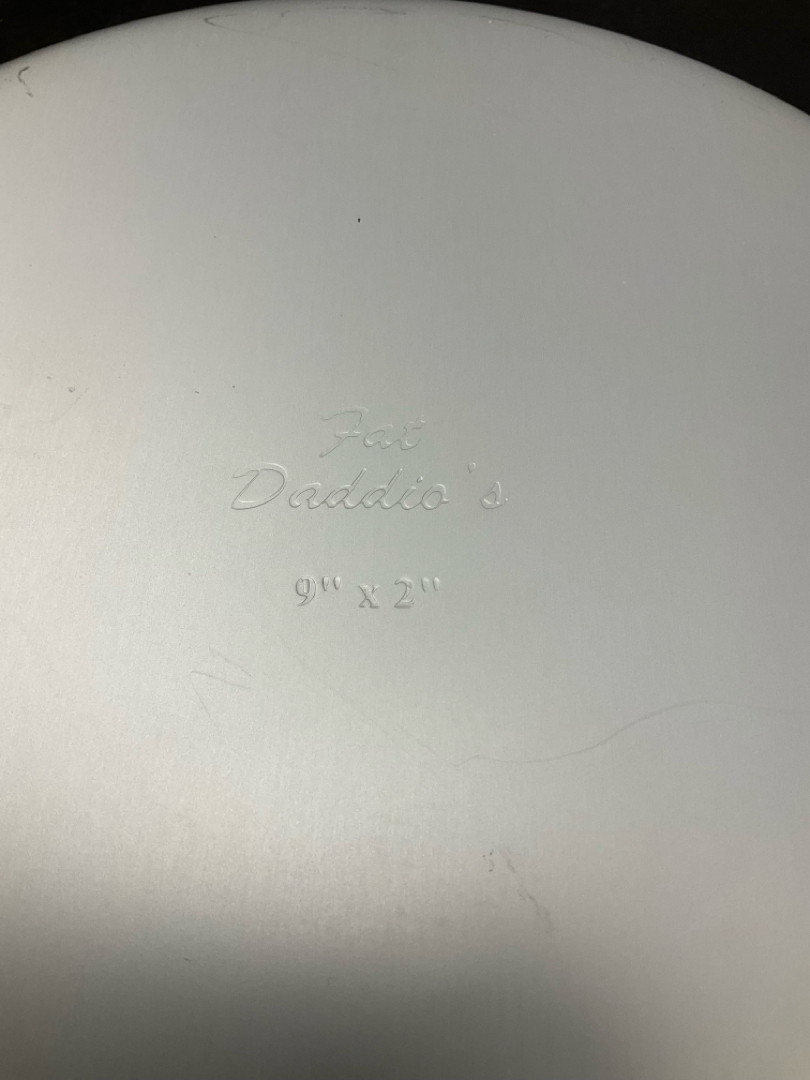 Fat
Daddio's
9" x 2"